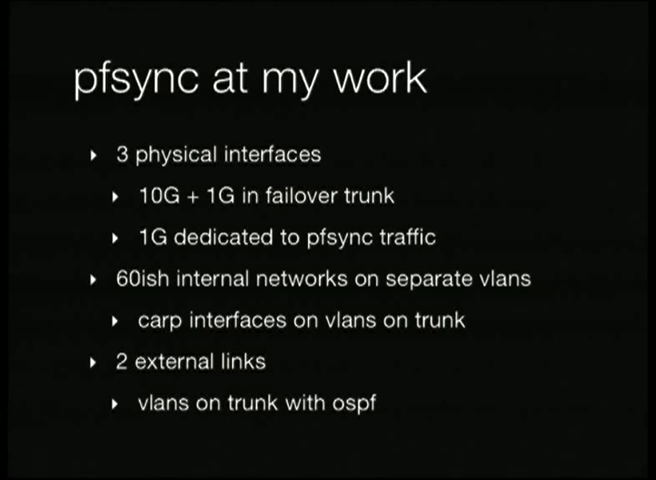 pfsync at my work
‣ 3 physical interfaces
‣ 10G + 1G in failover trunk
‣ 1G dedicated to pfsync traffic
‣ 60ish internal networks on separate vlans
‣ carp interfaces on vlans on trunk
‣ 2 external links
‣ vlans on trunk with ospf